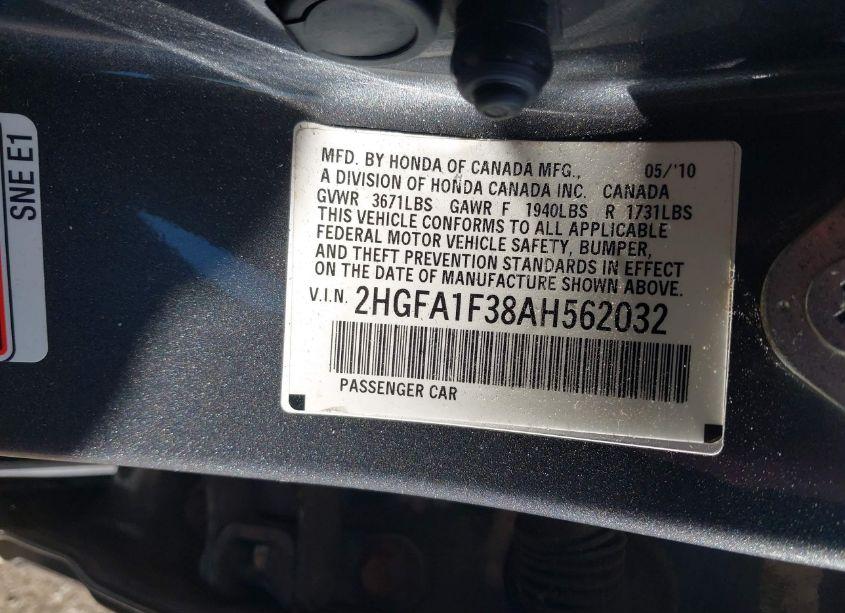 SNE E1
MFD. BY HONDA OF CANADA MFG., 05/'10
A DIVISION OF HONDA CANADA INC. CANADA
GVWR 3671LBS GAWR F 1940LBS R 1731LBS
THIS VEHICLE CONFORMS TO ALL APPLICABLE
FEDERAL MOTOR VEHICLE SAFETY, BUMPER,
AND THEFT PREVENTION STANDARDS IN EFFECT
ON THE DATE OF MANUFACTURE SHOWN ABOVE.
V.I.N. 2HGFA1F38AH562032
PASSENGER CAR